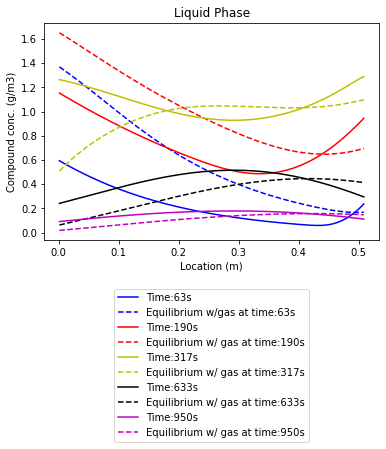 Liquid Phase
Compound conc. (g/m3)
1.6
1.4
1.2
1.0
0.8
0.6
0.4
0.2
0.0
0.0 0.1 0.2 0.3 0.4 0.5
Location (m)
Time:63s
Equilibrium w/gas at time:63s
Time:190s
Equilibrium w/ gas at time:190s
Time:317s
Equilibrium w/ gas at time:317s
Time:633s
Equilibrium w/ gas at time:633s
Time:950s
Equilibrium w/ gas at time:950s